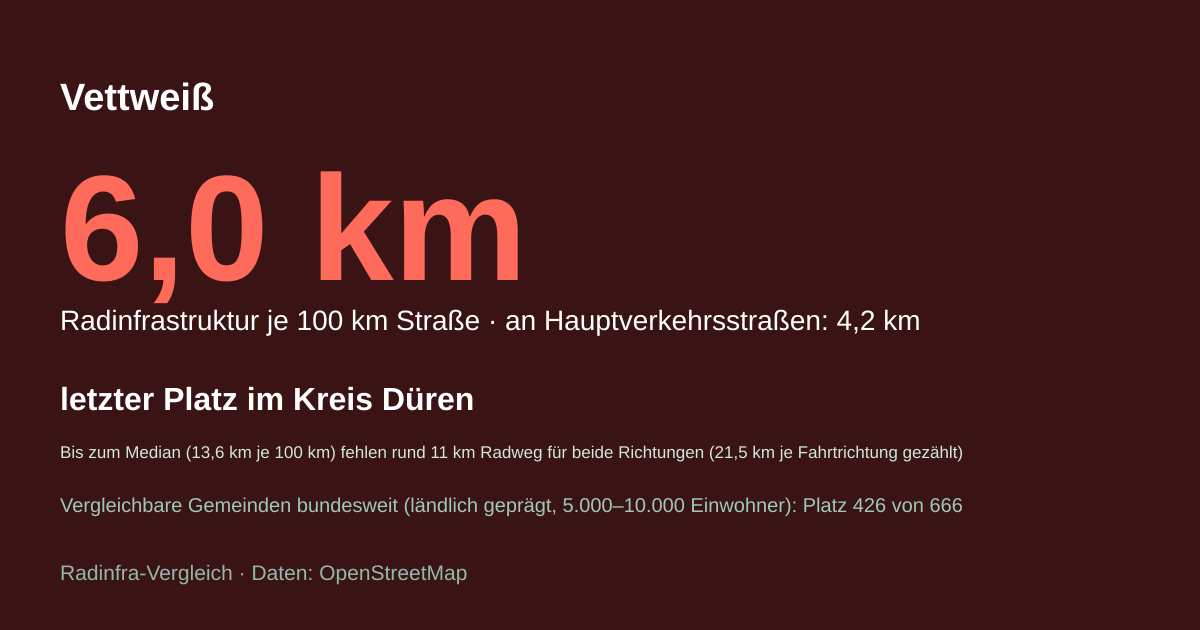 Vettweiß
6,0 km
Radinfrastruktur je 100 km Straße · an Hauptverkehrsstraßen: 4,2 km
letzter Platz im Kreis Düren
Bis zum Median (13,6 km je 100 km) fehlen rund 11 km Radweg für beide Richtungen (21,5 km je Fahrtrichtung gezählt)
Vergleichbare Gemeinden bundesweit (ländlich geprägt, 5.000–10.000 Einwohner): Platz 426 von 666
Radinfra-Vergleich · Daten: OpenStreetMap